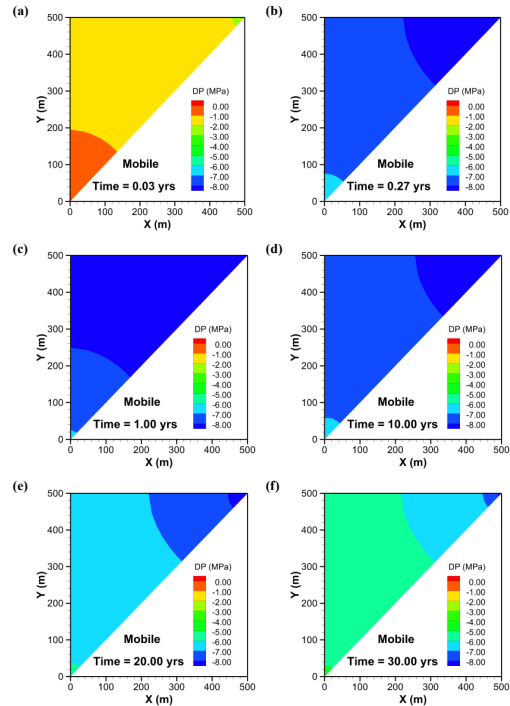 (a)
500
400
300
200
100
0
Y (m)
0 100 200 300 400 500
X (m)
DP (MPa)
0.00
-1.00
-2.00
-3.00
-4.00
-5.00
-6.00
-7.00
-8.00
Mobile
Time = 0.03 yrs
(b)
500
400
300
200
100
0
Y (m)
0 100 200 300 400 500
X (m)
DP (MPa)
0.00
-1.00
-2.00
-3.00
-4.00
-5.00
-6.00
-7.00
-8.00
Mobile
Time = 0.27 yrs
(c)
500
400
300
200
100
0
Y (m)
0 100 200 300 400 500
X (m)
DP (MPa)
0.00
-1.00
-2.00
-3.00
-4.00
-5.00
-6.00
-7.00
-8.00
Mobile
Time = 1.00 yrs
(d)
500
400
300
200
100
0
Y (m)
0 100 200 300 400 500
X (m)
DP (MPa)
0.00
-1.00
-2.00
-3.00
-4.00
-5.00
-6.00
-7.00
-8.00
Mobile
Time = 10.00 yrs
(e)
500
400
300
200
100
0
Y (m)
0 100 200 300 400 500
X (m)
DP (MPa)
0.00
-1.00
-2.00
-3.00
-4.00
-5.00
-6.00
-7.00
-8.00
Mobile
Time = 20.00 yrs
(f)
500
400
300
200
100
0
Y (m)
0 100 200 300 400 500
X (m)
DP (MPa)
0.00
-1.00
-2.00
-3.00
-4.00
-5.00
-6.00
-7.00
-8.00
Mobile
Time = 30.00 yrs